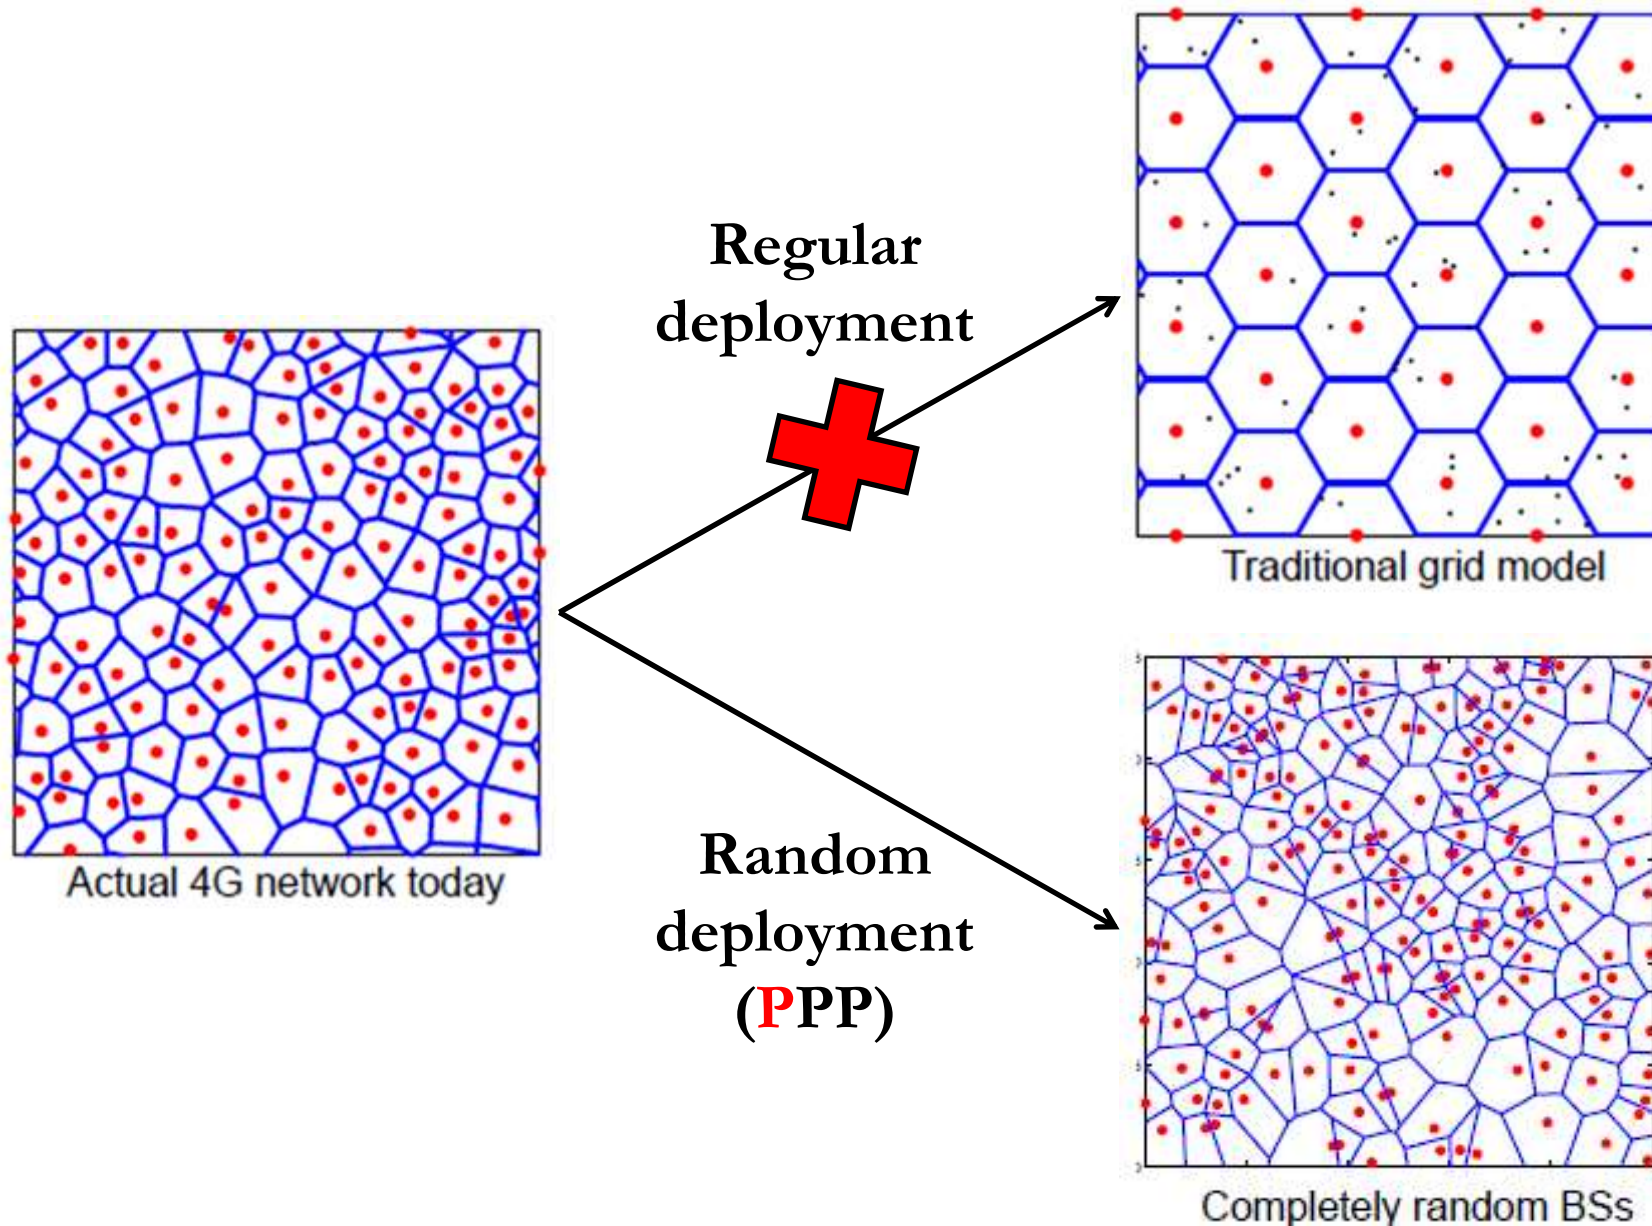 Regular
deployment
Traditional grid model
Actual 4G network today
Random
deployment
(PPP)
Completely random BSs